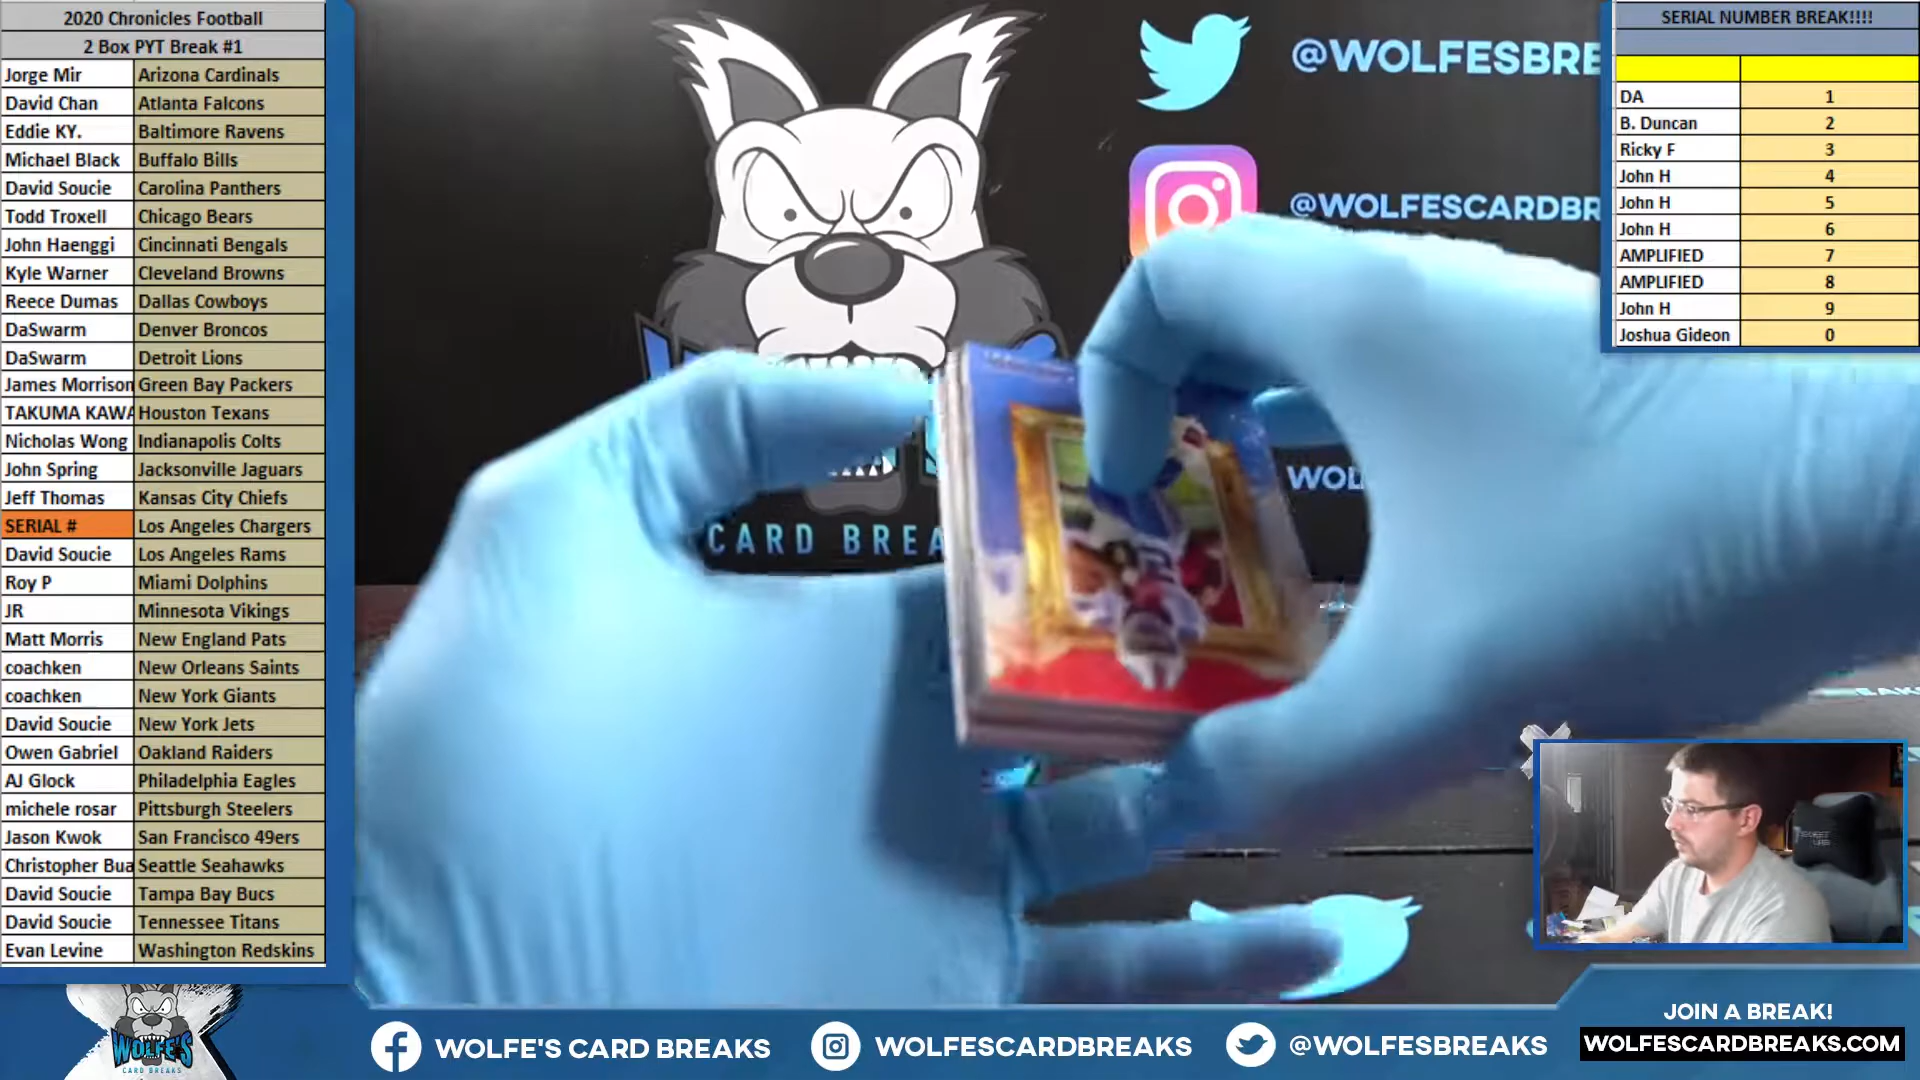 2020 Chronicles Football
2 Box PYT Break #1
Jorge Mir Arizona Cardinals
David Chan Atlanta Falcons
Eddie KY. Baltimore Ravens
Michael Black Buffalo Bills
David Soucie Carolina Panthers
Todd Troxell Chicago Bears
John Haenggi Cincinnati Bengals
Kyle Warner Cleveland Browns
Reece Dumas Dallas Cowboys
DaSwarm Denver Broncos
DaSwarm Detroit Lions
James Morrison Green Bay Packers
TAKUMA KAWA Houston Texans
Nicholas Wong Indianapolis Colts
John Spring Jacksonville Jaguars
Jeff Thomas Kansas City Chiefs
SERIAL # Los Angeles Chargers
David Soucie Los Angeles Rams
Roy P Miami Dolphins
JR Minnesota Vikings
Matt Morris New England Pats
coachken New Orleans Saints
coachken New York Giants
David Soucie New York Jets
Owen Gabriel Oakland Raiders
AJ Glock Philadelphia Eagles
michele rosar Pittsburgh Steelers
Jason Kwok San Francisco 49ers
Christopher Bua Seattle Seahawks
David Soucie Tampa Bay Bucs
David Soucie Tennessee Titans
Evan Levine Washington Redskins
@WOLFESBRE
@WOLFESCARDBR
WOL
CARD BREA
SERIAL NUMBER BREAK!!!!
DA 1
B. Duncan 2
Ricky F 3
John H 4
John H 5
John H 6
AMPLIFIED 7
AMPLIFIED 8
John H 9
Joshua Gideon 0
WOLFE'S
CARD BREAKS
WOLFE'S CARD BREAKS
WOLFESCARDBREAKS
@WOLFESBREAKS
JOIN A BREAK!
WOLFESCARDBREAKS.COM